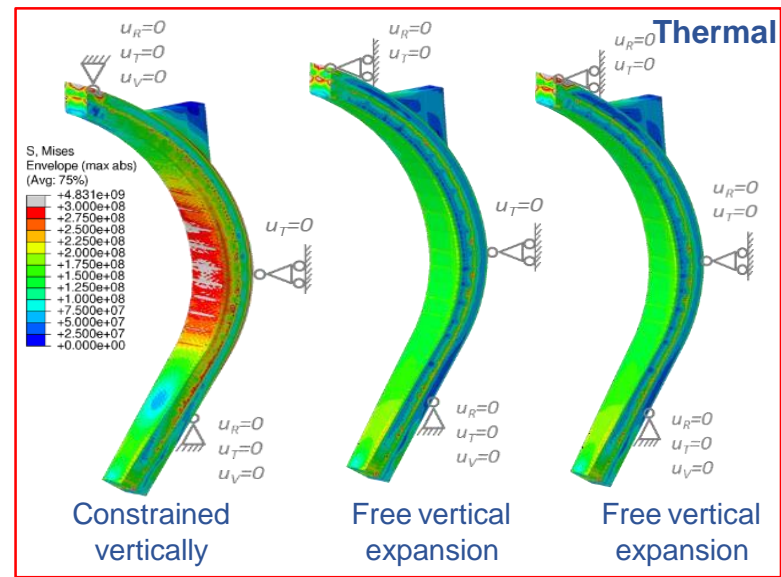 Thermal
u_R=0
u_T=0
u_V=0
u_R=0
u_T=0
u_R=0
u_T=0
S, Mises
Envelope (max abs)
(Avg: 75%)
+4.831e+09
+3.000e+08
+2.750e+08
+2.500e+08
+2.250e+08
+2.000e+08
+1.750e+08
+1.500e+08
+1.250e+08
+1.000e+08
+7.500e+07
+5.000e+07
+2.500e+07
+0.000e+00
u_T=0
u_T=0
u_R=0
u_T=0
u_R=0
u_T=0
u_V=0
u_R=0
u_T=0
u_V=0
u_R=0
u_T=0
u_V=0
Constrained
vertically
Free vertical
expansion
Free vertical
expansion